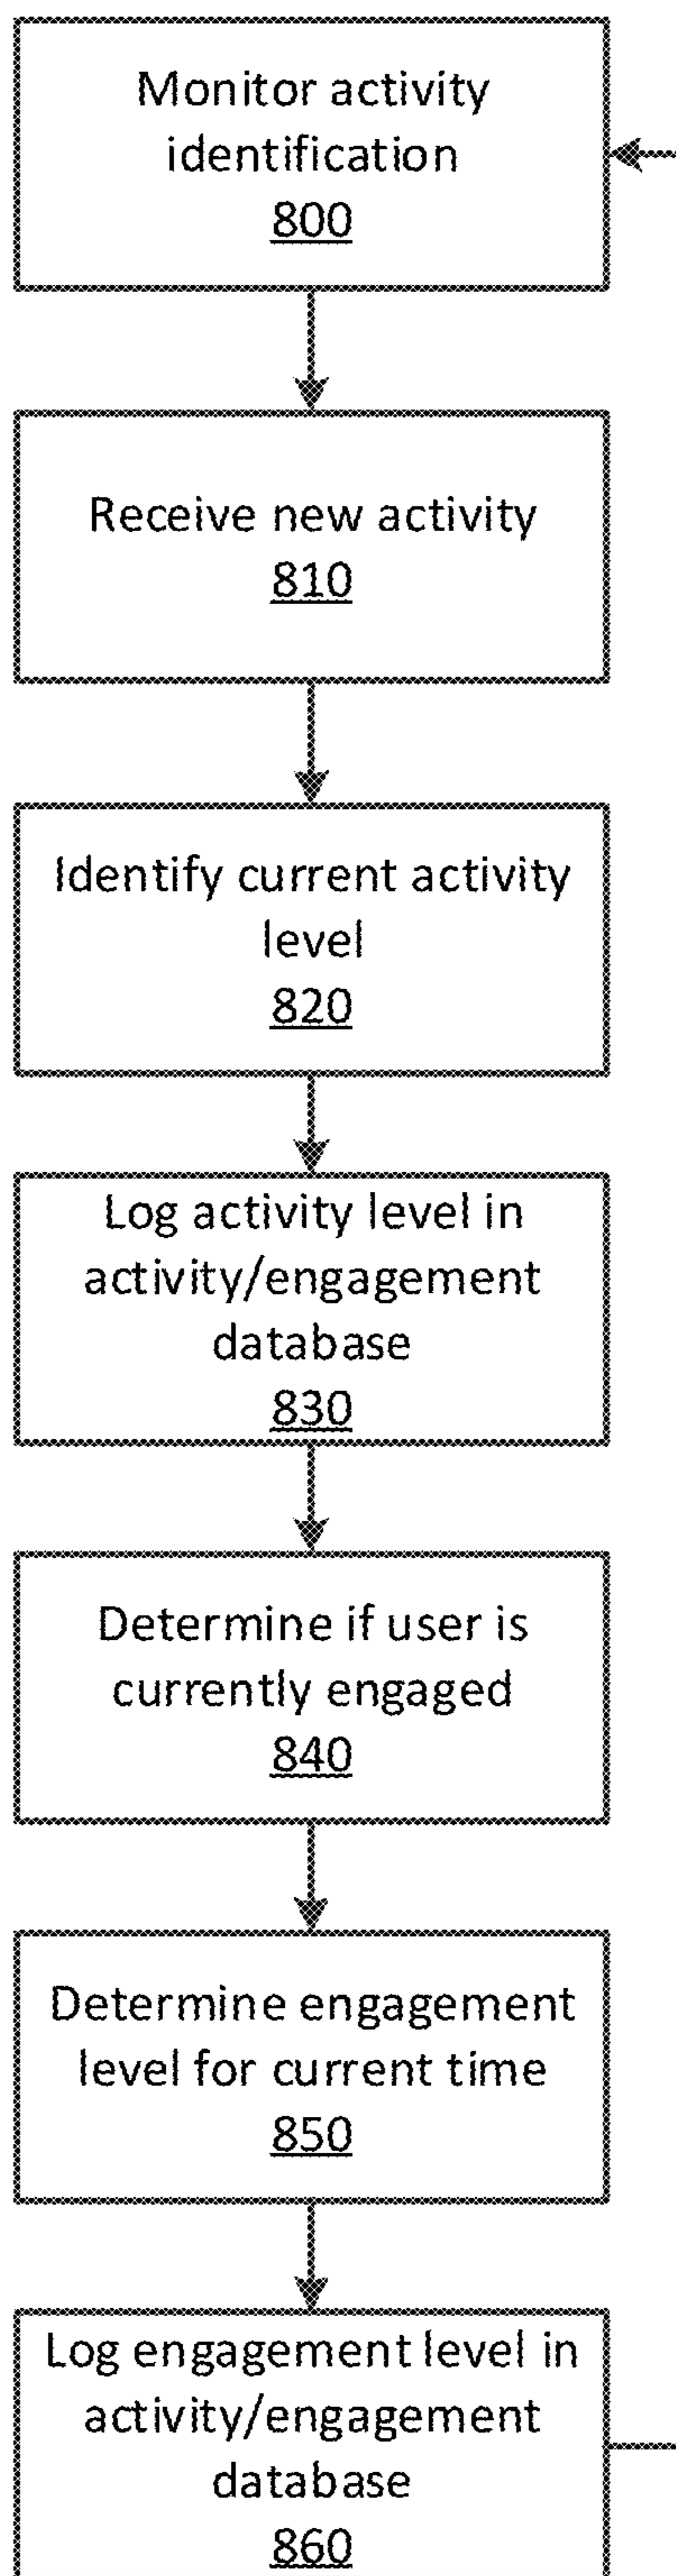 Monitor activity
identification
800
Receive new activity
810
Identify current activity
level
820
Log activity level in
activity/engagement
database
830
Determine if user is
currently engaged
840
Determine engagement
level for current time
850
Log engagement level in
activity/engagement
database
860